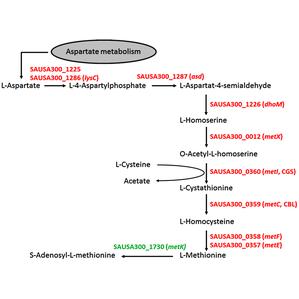 Aspartate metabolism
SAUSA300_1225
SAUSA300_1286 (lysC)
SAUSA300_1287 (asd)
L-Aspartate
L-4-Aspartylphosphate
L-Aspartat-4-semialdehyde
SAUSA300_1226 (dhoM)
L-Homoserine
SAUSA300_0012 (metX)
O-Acetyl-L-homoserine
L-Cysteine
SAUSA300_0360 (metI, CGS)
Acetate
L-Cystathionine
SAUSA300_0359 (metC, CBL)
L-Homocysteine
SAUSA300_0358 (metF)
SAUSA300_0357 (metE)
SAUSA300_1730 (metK)
S-Adenosyl-L-methionine
L-Methionine